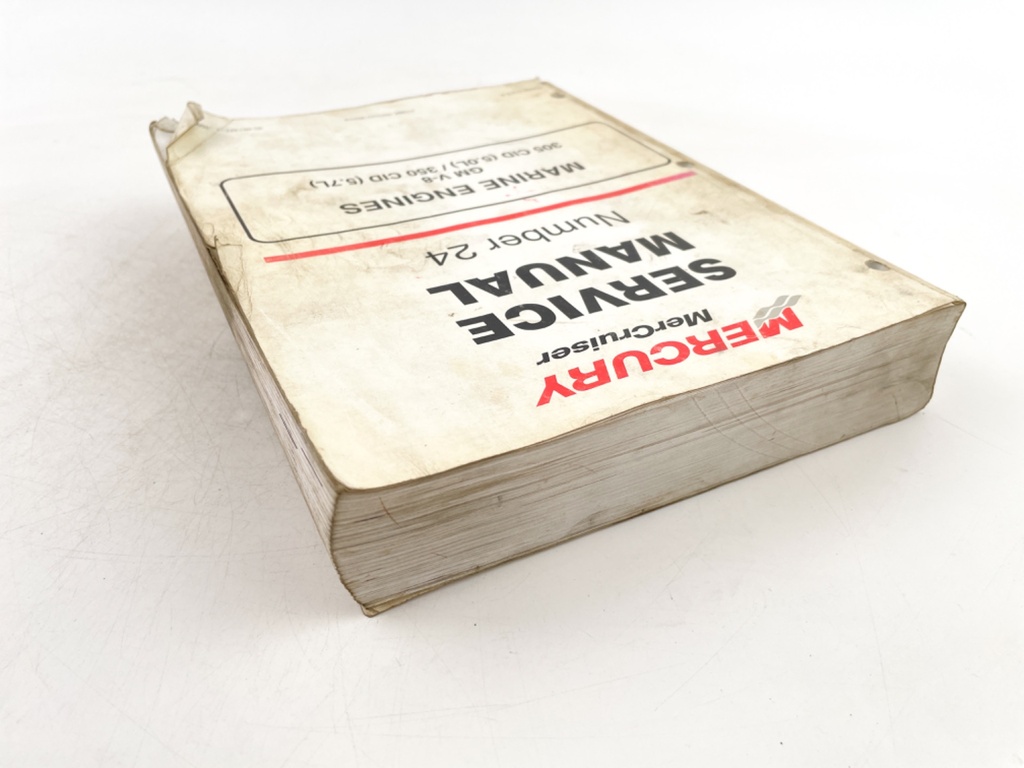 MERCURY
MerCruiser
SERVICE
MANUAL
Number 24
MARINE ENGINES
GM V-8
305 CID (5.0L) / 350 CID (5.7L)